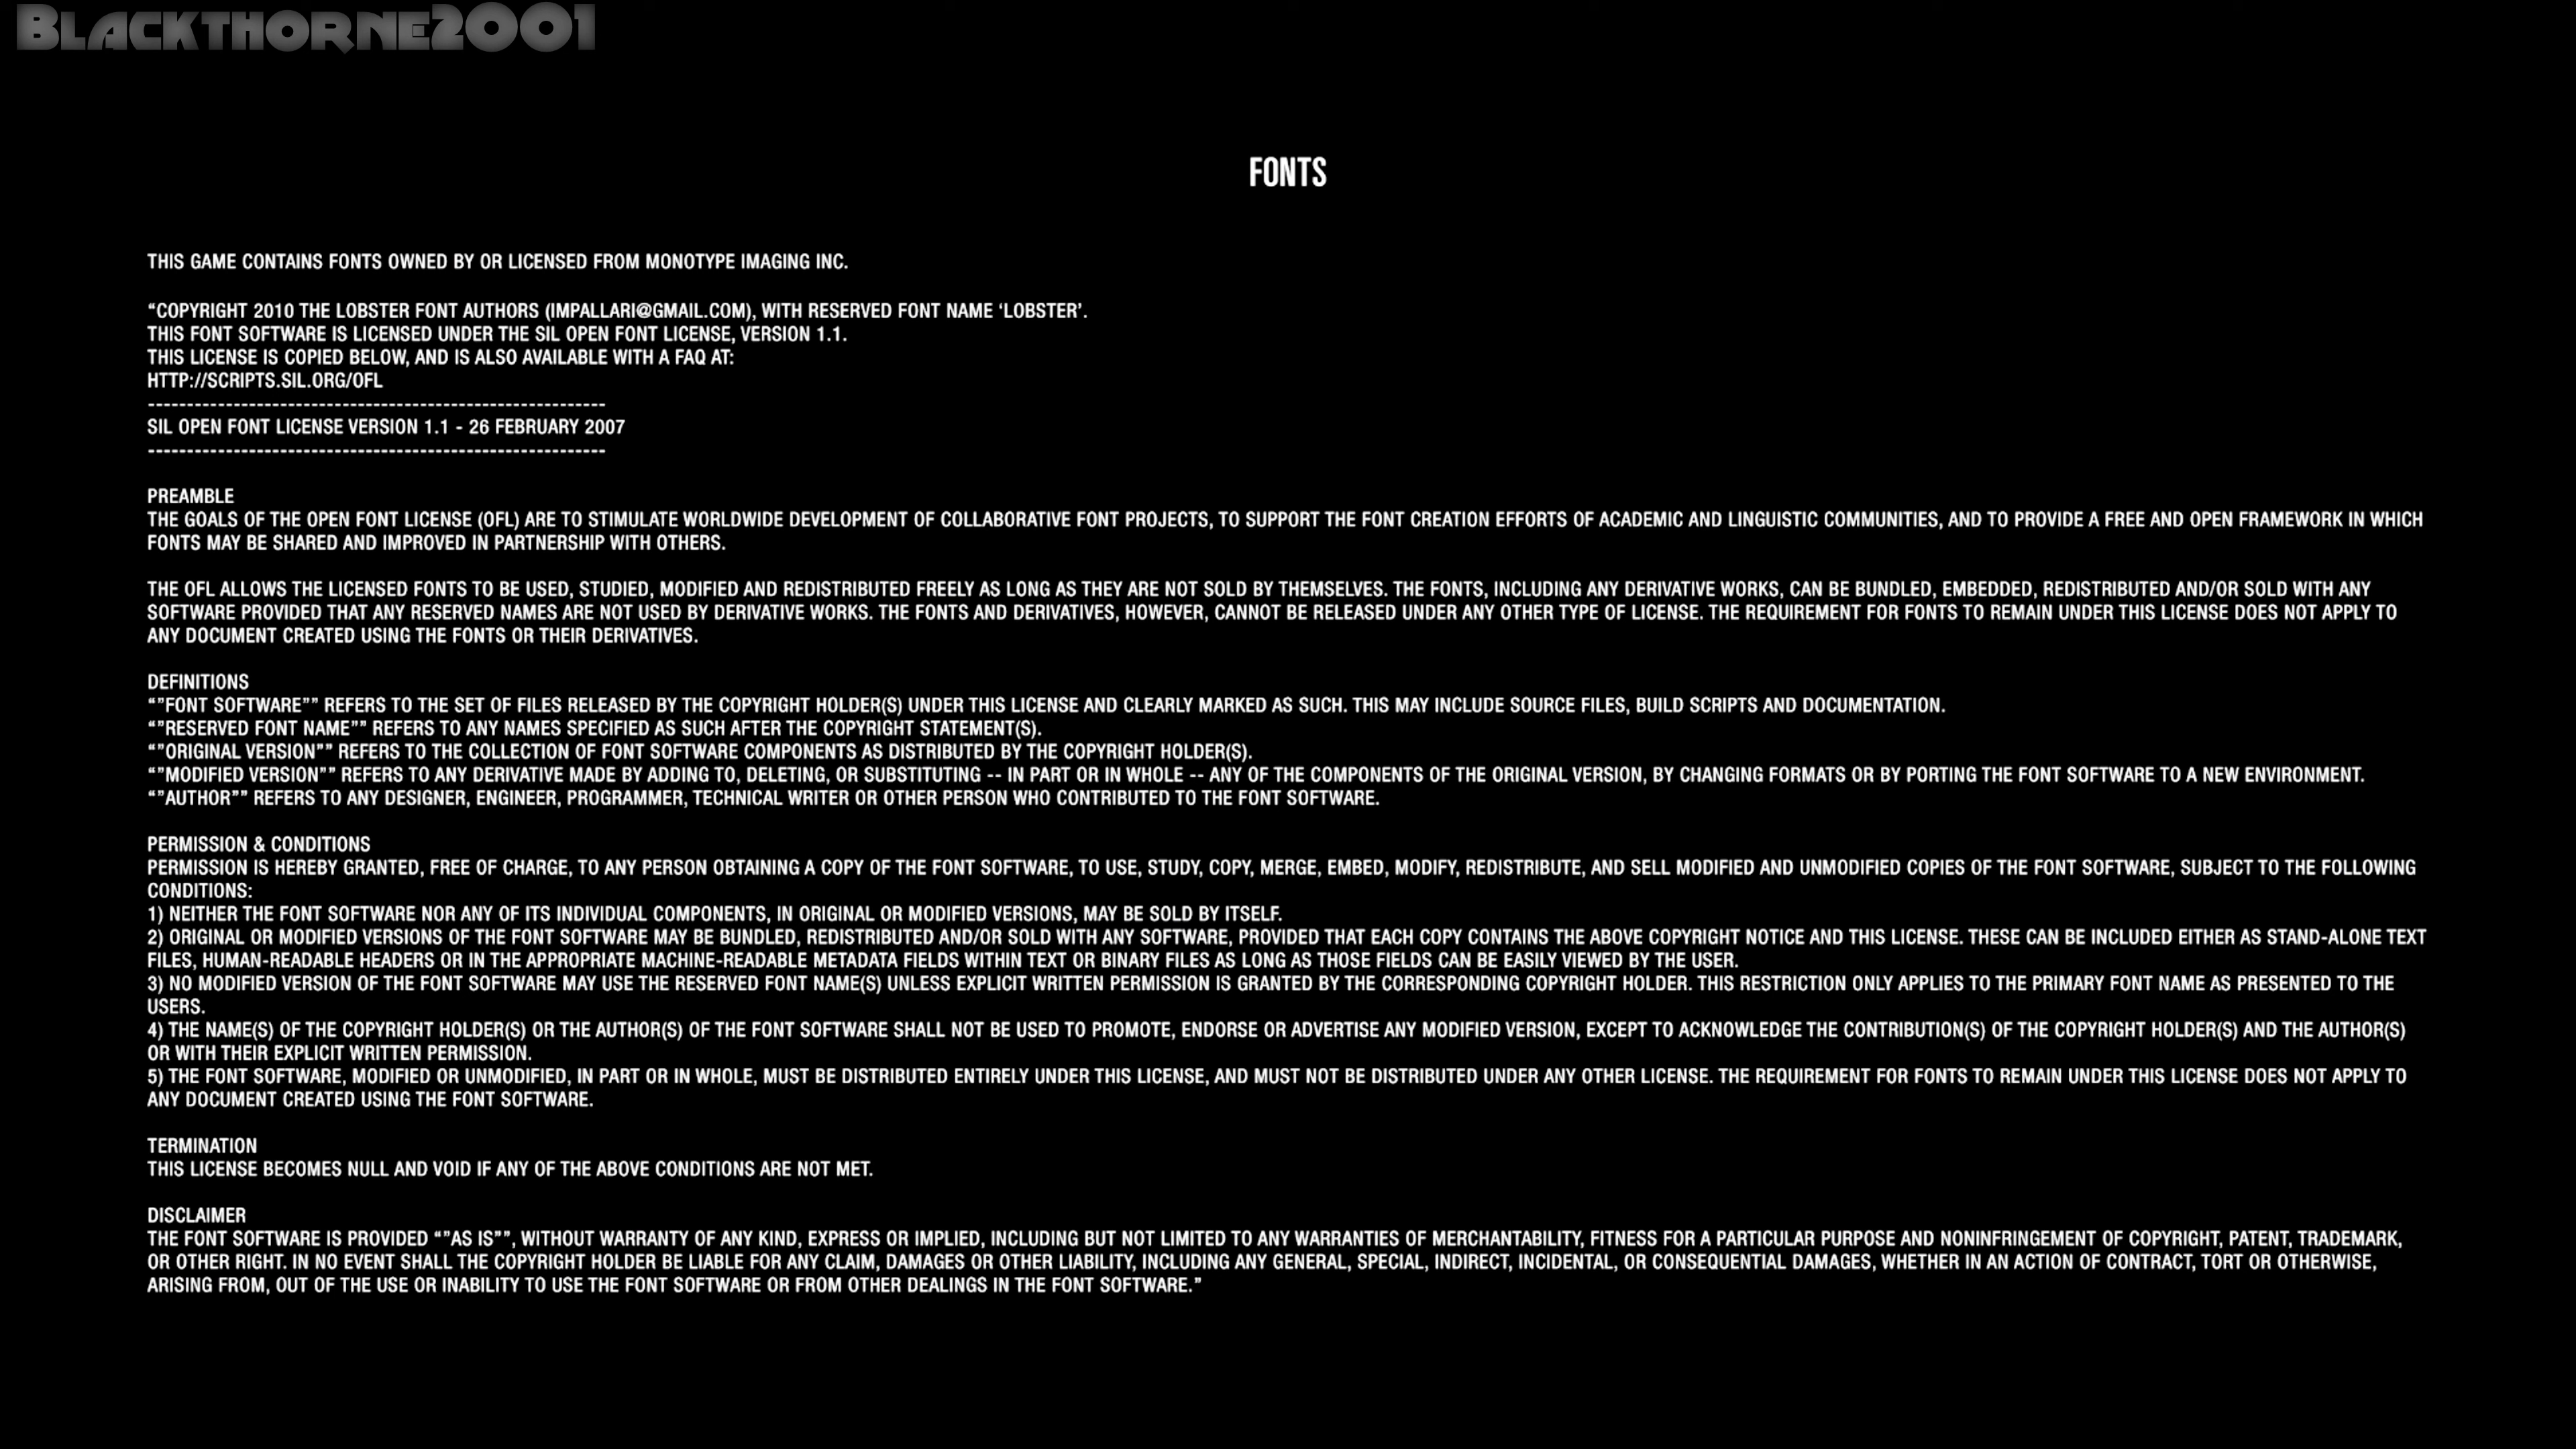 BLACKTHORNE2001
FONTS
THIS GAME CONTAINS FONTS OWNED BY OR LICENSED FROM MONOTYPE IMAGING INC.
“COPYRIGHT 2010 THE LOBSTER FONT AUTHORS (IMPALLARI@GMAIL.COM), WITH RESERVED FONT NAME ‘LOBSTER’.
THIS FONT SOFTWARE IS LICENSED UNDER THE SIL OPEN FONT LICENSE, VERSION 1.1.
THIS LICENSE IS COPIED BELOW, AND IS ALSO AVAILABLE WITH A FAQ AT:
HTTP://SCRIPTS.SIL.ORG/OFL
-----------------------------------------------------------
SIL OPEN FONT LICENSE VERSION 1.1 - 26 FEBRUARY 2007
-----------------------------------------------------------
PREAMBLE
THE GOALS OF THE OPEN FONT LICENSE (OFL) ARE TO STIMULATE WORLDWIDE DEVELOPMENT OF COLLABORATIVE FONT PROJECTS, TO SUPPORT THE FONT CREATION EFFORTS OF ACADEMIC AND LINGUISTIC COMMUNITIES, AND TO PROVIDE A FREE AND OPEN FRAMEWORK IN WHICH
FONTS MAY BE SHARED AND IMPROVED IN PARTNERSHIP WITH OTHERS.
THE OFL ALLOWS THE LICENSED FONTS TO BE USED, STUDIED, MODIFIED AND REDISTRIBUTED FREELY AS LONG AS THEY ARE NOT SOLD BY THEMSELVES. THE FONTS, INCLUDING ANY DERIVATIVE WORKS, CAN BE BUNDLED, EMBEDDED, REDISTRIBUTED AND/OR SOLD WITH ANY
SOFTWARE PROVIDED THAT ANY RESERVED NAMES ARE NOT USED BY DERIVATIVE WORKS. THE FONTS AND DERIVATIVES, HOWEVER, CANNOT BE RELEASED UNDER ANY OTHER TYPE OF LICENSE. THE REQUIREMENT FOR FONTS TO REMAIN UNDER THIS LICENSE DOES NOT APPLY TO
ANY DOCUMENT CREATED USING THE FONTS OR THEIR DERIVATIVES.
DEFINITIONS
“”FONT SOFTWARE”” REFERS TO THE SET OF FILES RELEASED BY THE COPYRIGHT HOLDER(S) UNDER THIS LICENSE AND CLEARLY MARKED AS SUCH. THIS MAY INCLUDE SOURCE FILES, BUILD SCRIPTS AND DOCUMENTATION.
“”RESERVED FONT NAME”” REFERS TO ANY NAMES SPECIFIED AS SUCH AFTER THE COPYRIGHT STATEMENT(S).
“”ORIGINAL VERSION”” REFERS TO THE COLLECTION OF FONT SOFTWARE COMPONENTS AS DISTRIBUTED BY THE COPYRIGHT HOLDER(S).
“”MODIFIED VERSION”” REFERS TO ANY DERIVATIVE MADE BY ADDING TO, DELETING, OR SUBSTITUTING -- IN PART OR IN WHOLE -- ANY OF THE COMPONENTS OF THE ORIGINAL VERSION, BY CHANGING FORMATS OR BY PORTING THE FONT SOFTWARE TO A NEW ENVIRONMENT.
“”AUTHOR”” REFERS TO ANY DESIGNER, ENGINEER, PROGRAMMER, TECHNICAL WRITER OR OTHER PERSON WHO CONTRIBUTED TO THE FONT SOFTWARE.
PERMISSION & CONDITIONS
PERMISSION IS HEREBY GRANTED, FREE OF CHARGE, TO ANY PERSON OBTAINING A COPY OF THE FONT SOFTWARE, TO USE, STUDY, COPY, MERGE, EMBED, MODIFY, REDISTRIBUTE, AND SELL MODIFIED AND UNMODIFIED COPIES OF THE FONT SOFTWARE, SUBJECT TO THE FOLLOWING
CONDITIONS:
1) NEITHER THE FONT SOFTWARE NOR ANY OF ITS INDIVIDUAL COMPONENTS, IN ORIGINAL OR MODIFIED VERSIONS, MAY BE SOLD BY ITSELF.
2) ORIGINAL OR MODIFIED VERSIONS OF THE FONT SOFTWARE MAY BE BUNDLED, REDISTRIBUTED AND/OR SOLD WITH ANY SOFTWARE, PROVIDED THAT EACH COPY CONTAINS THE ABOVE COPYRIGHT NOTICE AND THIS LICENSE. THESE CAN BE INCLUDED EITHER AS STAND-ALONE TEXT
FILES, HUMAN-READABLE HEADERS OR IN THE APPROPRIATE MACHINE-READABLE METADATA FIELDS WITHIN TEXT OR BINARY FILES AS LONG AS THOSE FIELDS CAN BE EASILY VIEWED BY THE USER.
3) NO MODIFIED VERSION OF THE FONT SOFTWARE MAY USE THE RESERVED FONT NAME(S) UNLESS EXPLICIT WRITTEN PERMISSION IS GRANTED BY THE CORRESPONDING COPYRIGHT HOLDER. THIS RESTRICTION ONLY APPLIES TO THE PRIMARY FONT NAME AS PRESENTED TO THE
USERS.
4) THE NAME(S) OF THE COPYRIGHT HOLDER(S) OR THE AUTHOR(S) OF THE FONT SOFTWARE SHALL NOT BE USED TO PROMOTE, ENDORSE OR ADVERTISE ANY MODIFIED VERSION, EXCEPT TO ACKNOWLEDGE THE CONTRIBUTION(S) OF THE COPYRIGHT HOLDER(S) AND THE AUTHOR(S)
OR WITH THEIR EXPLICIT WRITTEN PERMISSION.
5) THE FONT SOFTWARE, MODIFIED OR UNMODIFIED, IN PART OR IN WHOLE, MUST BE DISTRIBUTED ENTIRELY UNDER THIS LICENSE, AND MUST NOT BE DISTRIBUTED UNDER ANY OTHER LICENSE. THE REQUIREMENT FOR FONTS TO REMAIN UNDER THIS LICENSE DOES NOT APPLY TO
ANY DOCUMENT CREATED USING THE FONT SOFTWARE.
TERMINATION
THIS LICENSE BECOMES NULL AND VOID IF ANY OF THE ABOVE CONDITIONS ARE NOT MET.
DISCLAIMER
THE FONT SOFTWARE IS PROVIDED “”AS IS””, WITHOUT WARRANTY OF ANY KIND, EXPRESS OR IMPLIED, INCLUDING BUT NOT LIMITED TO ANY WARRANTIES OF MERCHANTABILITY, FITNESS FOR A PARTICULAR PURPOSE AND NONINFRINGEMENT OF COPYRIGHT, PATENT, TRADEMARK,
OR OTHER RIGHT. IN NO EVENT SHALL THE COPYRIGHT HOLDER BE LIABLE FOR ANY CLAIM, DAMAGES OR OTHER LIABILITY, INCLUDING ANY GENERAL, SPECIAL, INDIRECT, INCIDENTAL, OR CONSEQUENTIAL DAMAGES, WHETHER IN AN ACTION OF CONTRACT, TORT OR OTHERWISE,
ARISING FROM, OUT OF THE USE OR INABILITY TO USE THE FONT SOFTWARE OR FROM OTHER DEALINGS IN THE FONT SOFTWARE.”